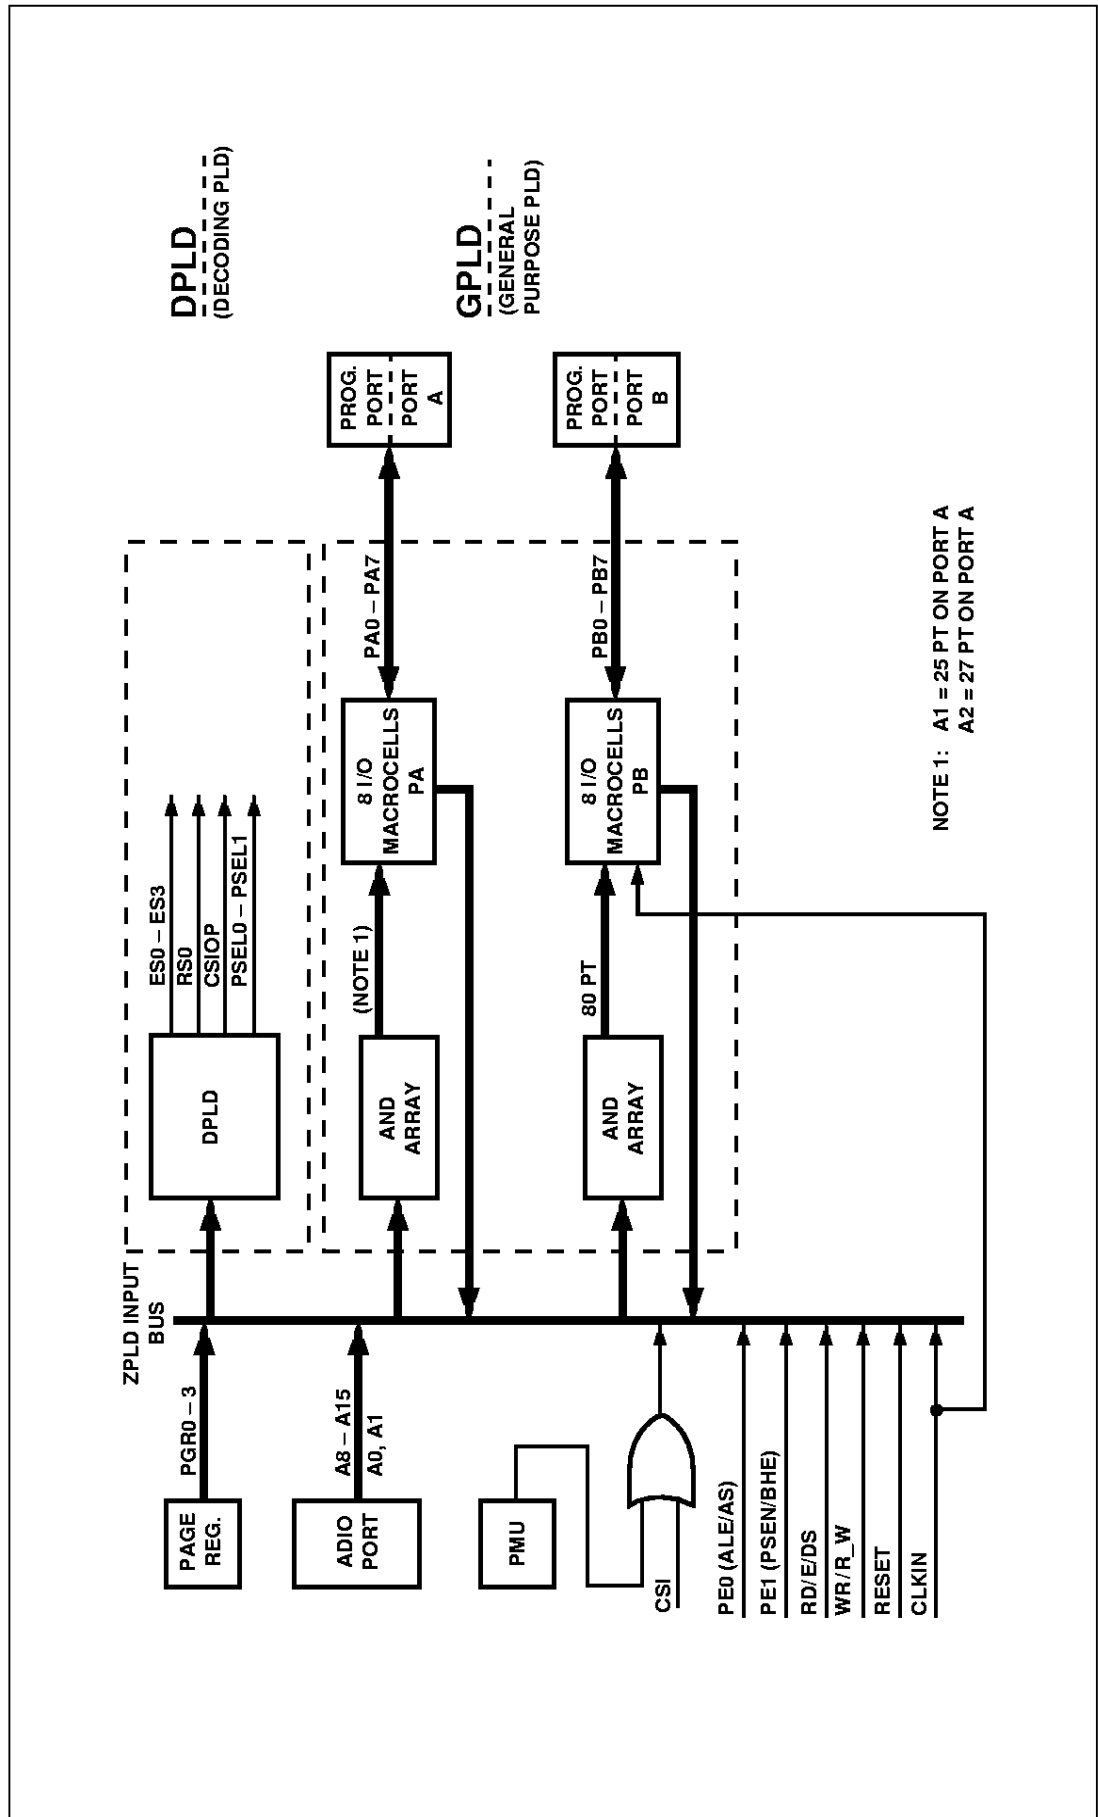 DPLD
(DECODING PLD)
GPLD
(GENERAL
PURPOSE PLD)
ZPLD INPUT
BUS
PAGE
REG.
PGR0 – 3
DPLD
ES0 – ES3
RS0
CSIOP
PSEL0 – PSEL1
ADIO
PORT
A8 – A15
A0, A1
AND
ARRAY
(NOTE 1)
8 I/O
MACROCELLS
PA
PA0 – PA7
PROG.
PORT
PORT
A
PMU
CSI
AND
ARRAY
80 PT
8 I/O
MACROCELLS
PB
PB0 – PB7
PROG.
PORT
PORT
B
PE0 (ALE/AS)
PE1 (PSEN/BHE)
RD/E/DS
WR/R_W
RESET
CLKIN
NOTE 1: A1 = 25 PT ON PORT A
A2 = 27 PT ON PORT A